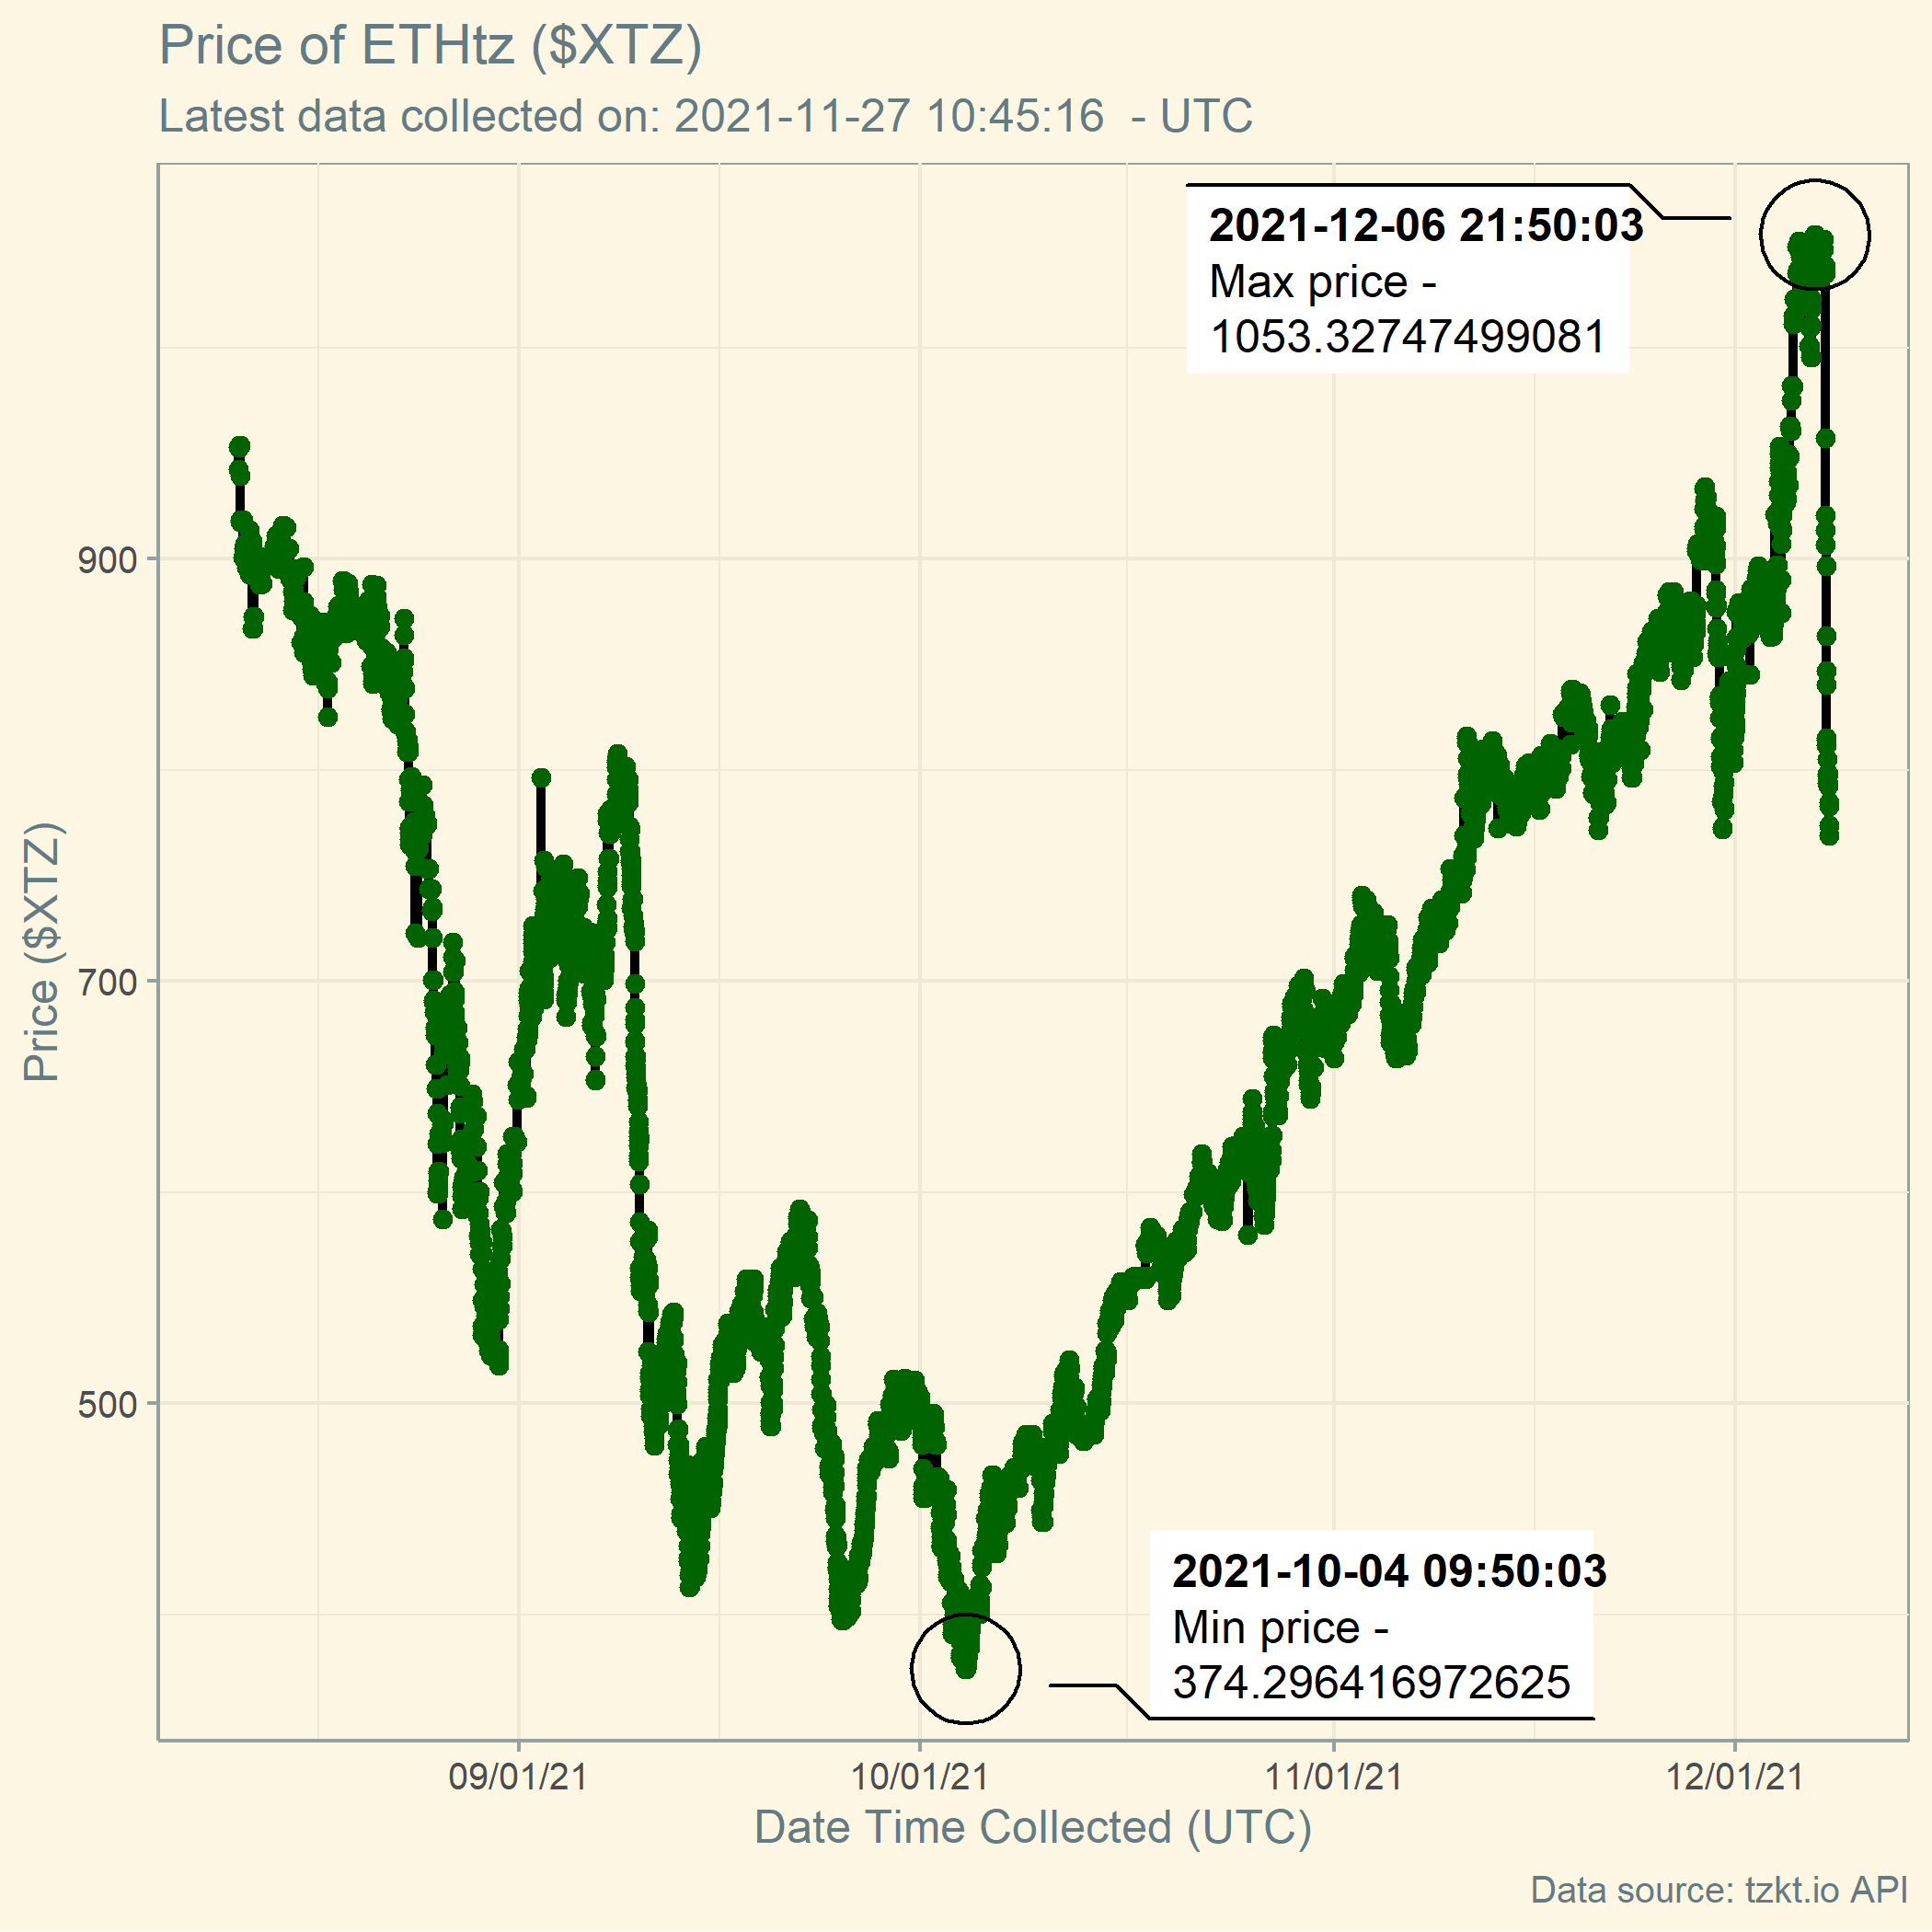 Price of ETHtz ($XTZ)
Latest data collected on: 2021-11-27 10:45:16 - UTC
2021-12-06 21:50:03
Max price -
1053.32747499081
900
700
500
Price ($XTZ)
2021-10-04 09:50:03
Min price -
374.296416972625
09/01/21
10/01/21
11/01/21
12/01/21
Date Time Collected (UTC)
Data source: tzkt.io API